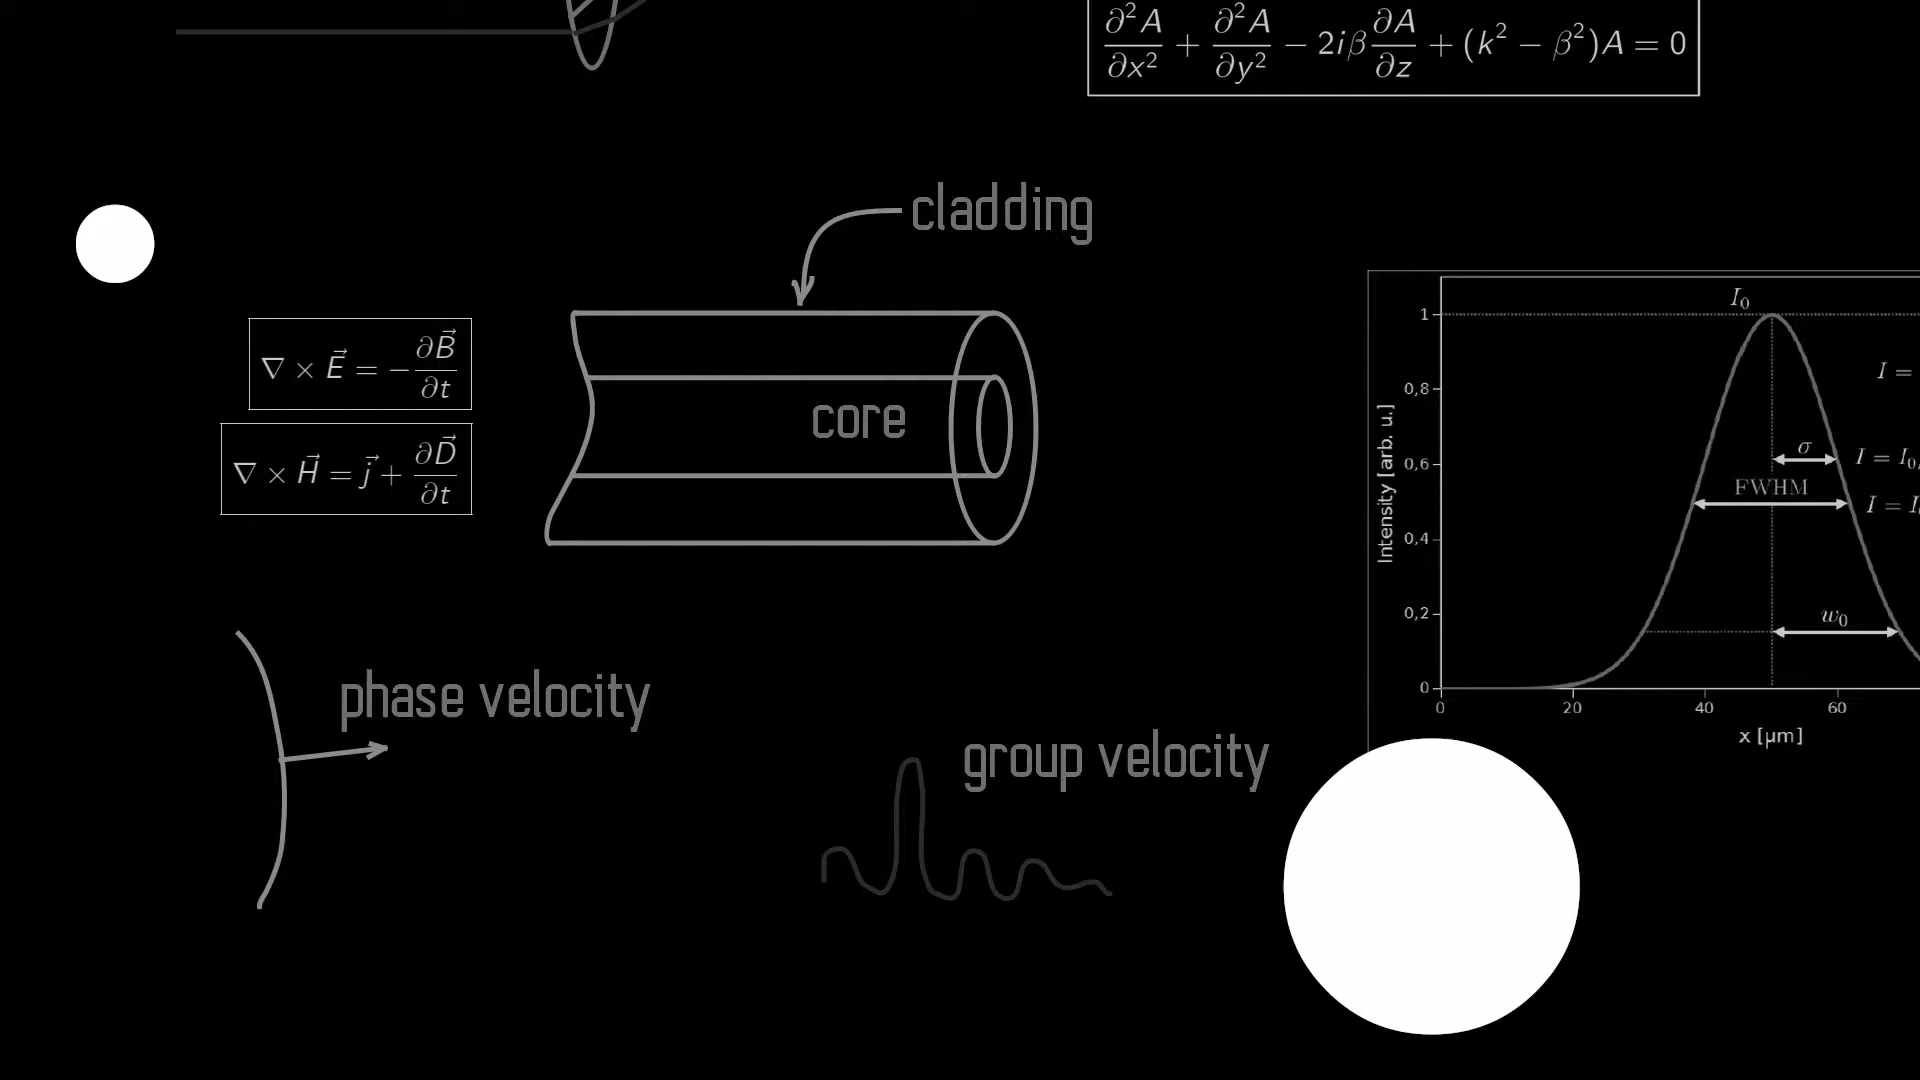 ∂²A/∂x² + ∂²A/∂y² − 2iβ ∂A/∂z + (k² − β²)A = 0
cladding
∇ × E⃗ = −∂B⃗/∂t
core
∇ × H⃗ = j⃗ + ∂D⃗/∂t
phase velocity
group velocity
I₀
1
0,8
I =
0,6
σ
I = I₀
FWHM
I = I
0,4
0,2
w₀
0
0 20 40 60
x [µm]
Intensity [arb. u.]